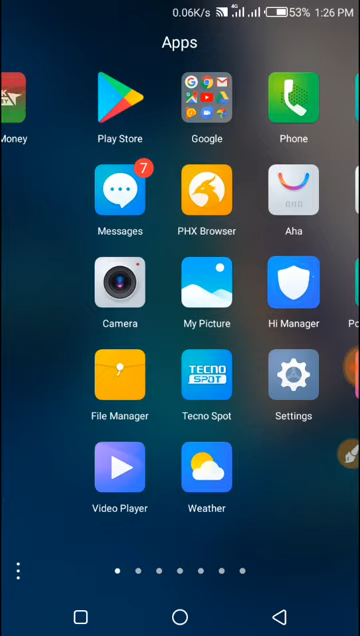 0.06K/s 4G 53% 1:26 PM
Apps
Money Play Store Google Phone
7
Messages PHX Browser Aha
Camera My Picture Hi Manager
TECNO
SPOT
File Manager Tecno Spot Settings
Video Player Weather